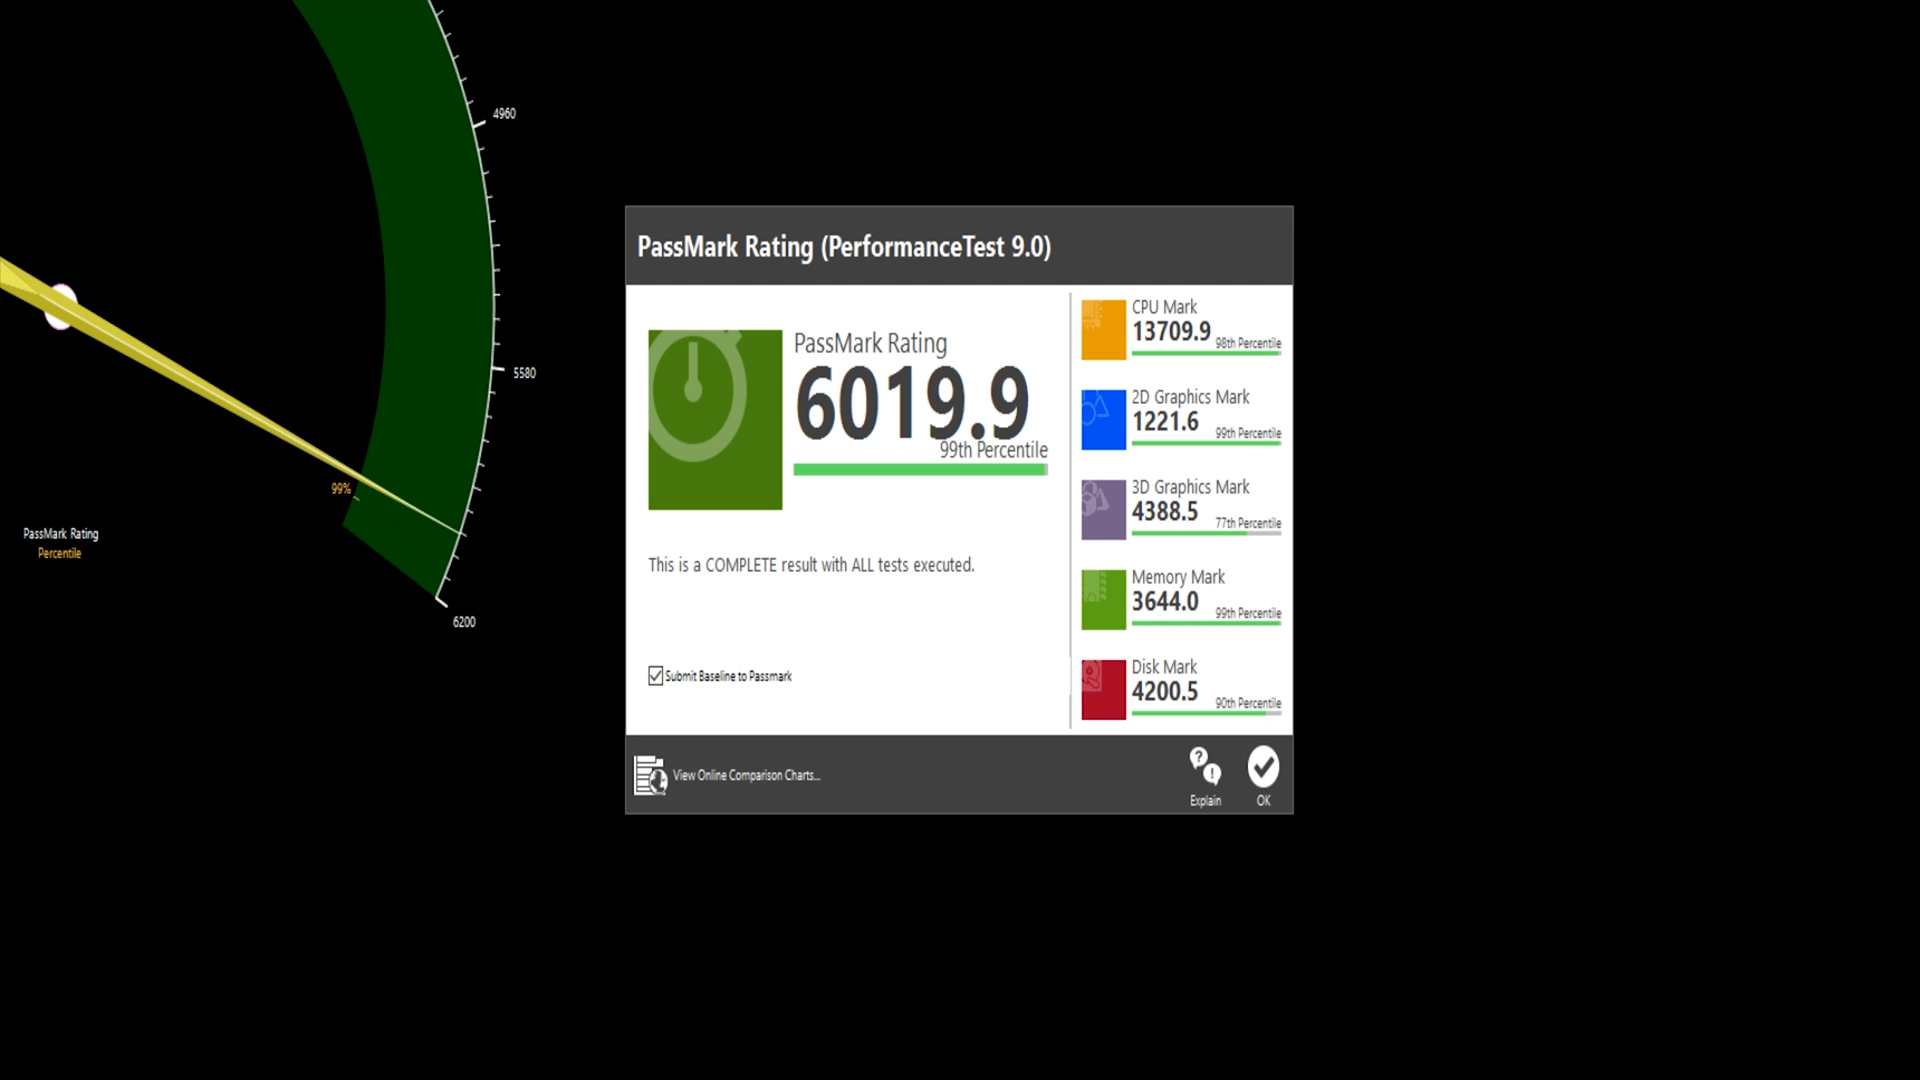 4960
5580
99%
PassMark Rating
Percentile
6200
PassMark Rating (PerformanceTest 9.0)
PassMark Rating
6019.9
99th Percentile
This is a COMPLETE result with ALL tests executed.
Submit Baseline to Passmark
CPU Mark
13709.9
98th Percentile
2D Graphics Mark
1221.6
99th Percentile
3D Graphics Mark
4388.5
77th Percentile
Memory Mark
3644.0
99th Percentile
Disk Mark
4200.5
90th Percentile
View Online Comparison Charts...
Explain
OK